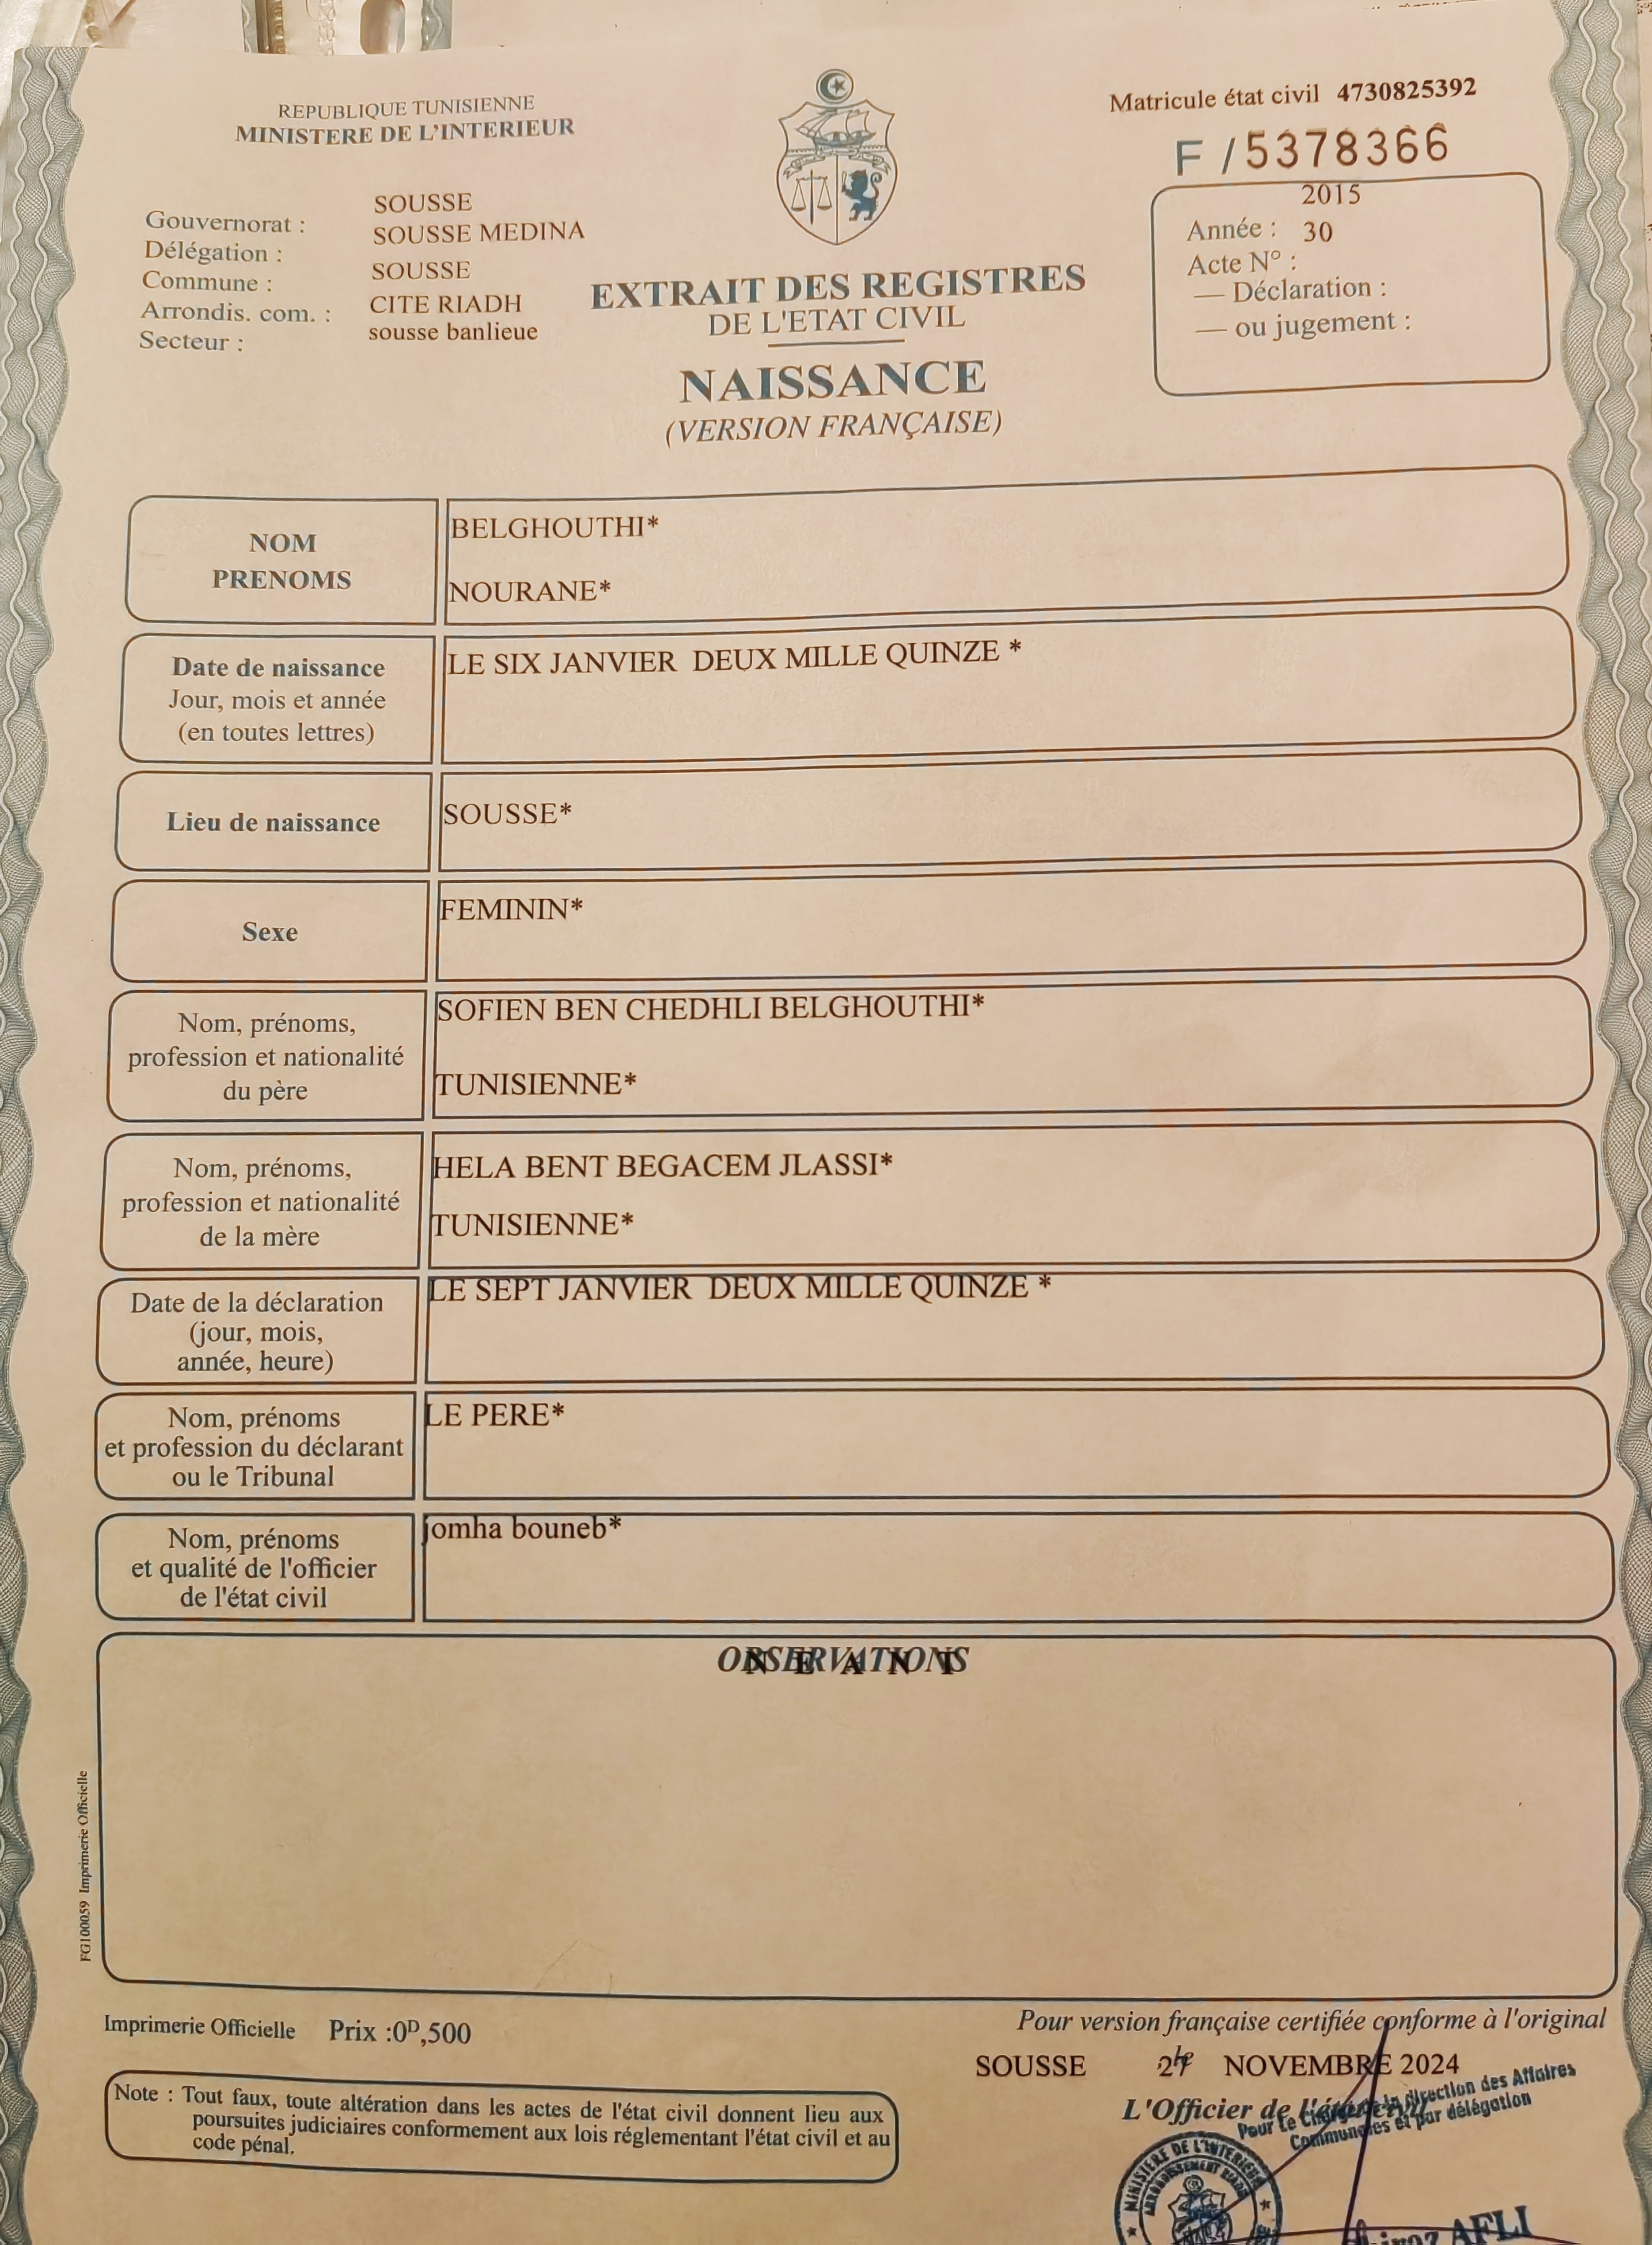 REPUBLIQUE TUNISIENNE
MINISTERE DE L'INTERIEUR
Matricule état civil 4730825392
F / 5378366
Gouvernorat : SOUSSE
Délégation : SOUSSE MEDINA
Commune : SOUSSE
Arrondis. com. : CITE RIADH
Secteur : sousse banlieue
2015
Année : 30
Acte N° :
— Déclaration :
— ou jugement :
EXTRAIT DES REGISTRES
DE L'ETAT CIVIL
NAISSANCE
(VERSION FRANÇAISE)
NOM
PRENOMS
BELGHOUTHI*
NOURANE*
Date de naissance
Jour, mois et année
(en toutes lettres)
LE SIX JANVIER DEUX MILLE QUINZE *
Lieu de naissance
SOUSSE*
Sexe
FEMININ*
Nom, prénoms,
profession et nationalité
du père
SOFIEN BEN CHEDHLI BELGHOUTHI*
TUNISIENNE*
Nom, prénoms,
profession et nationalité
de la mère
HELA BENT BEGACEM JLASSI*
TUNISIENNE*
Date de la déclaration
(jour, mois,
année, heure)
LE SEPT JANVIER DEUX MILLE QUINZE *
Nom, prénoms
et profession du déclarant
ou le Tribunal
LE PERE*
Nom, prénoms
et qualité de l'officier
de l'état civil
jomha bouneb*
OBSERVATIONS
N E A N T
FG100059 Imprimerie Officielle
Imprimerie Officielle Prix :0D,500
Note : Tout faux, toute altération dans les actes de l'état civil donnent lieu aux
poursuites judiciaires conformement aux lois réglementant l'état civil et au
code pénal.
Pour version française certifiée conforme à l'original
SOUSSE NOVEMBRE 2024
L'Officier de l'état civil
Pour Le Chargé de la direction des Affaires
Communales et par délégation
MINISTERE DE L'INTERIEUR
AFLI